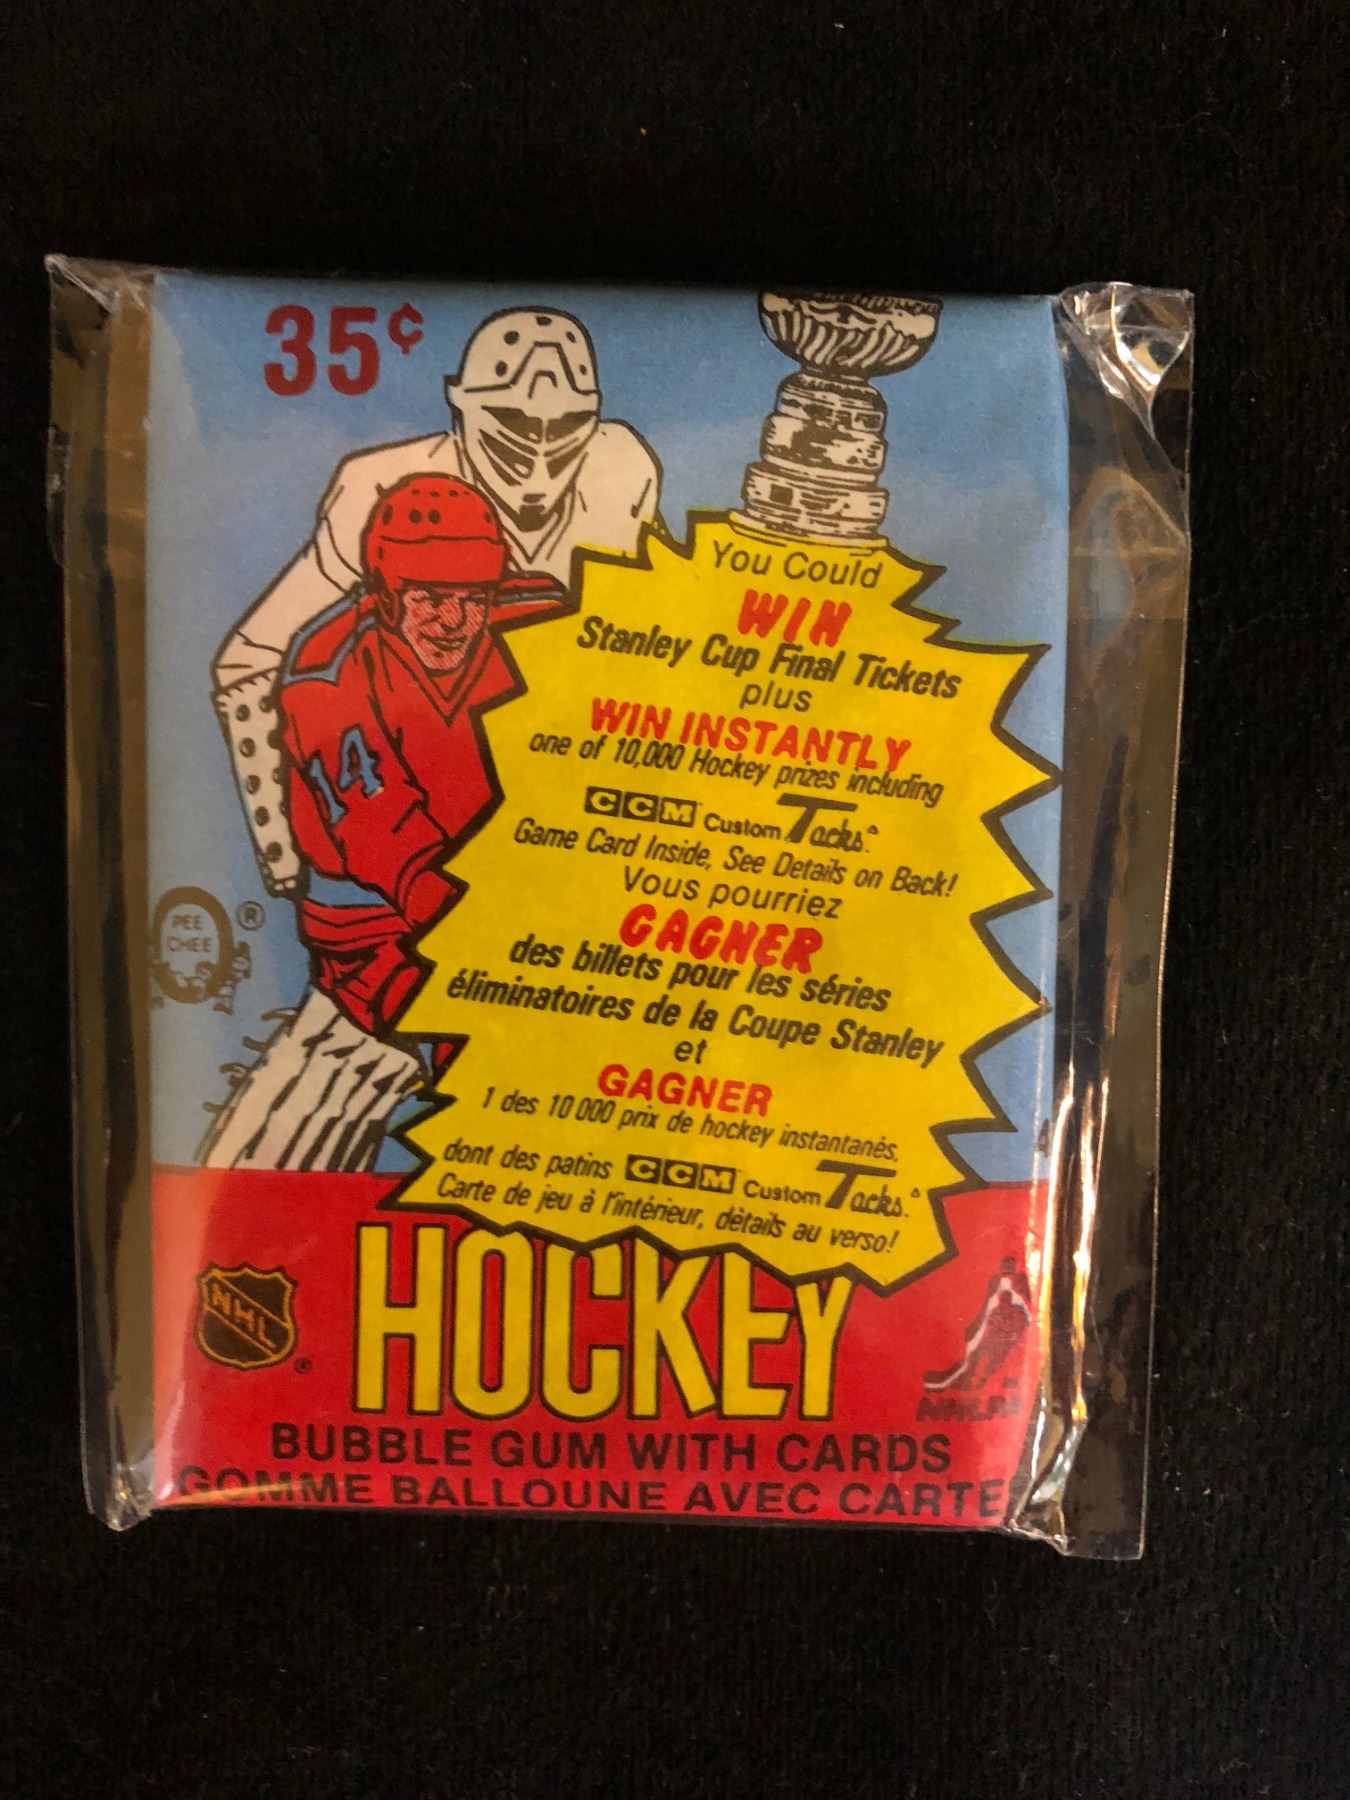 35¢
You Could
WIN
Stanley Cup Final Tickets
plus
WIN INSTANTLY
one of 10,000 Hockey prizes including
CCM Custom Tacks.
Game Card Inside, See Details on Back!
Vous pourriez
GAGNER
des billets pour les séries
éliminatoires de la Coupe Stanley
et
GAGNER
1 des 10 000 prix de hockey instantanés,
dont des patins CCM Custom Tacks.
Carte de jeu à l'intérieur, détails au verso!
14
PEE
CHEE
®
HOCKEY
NHL
®
NHLPA
BUBBLE GUM WITH CARDS
GOMME BALLOUNE AVEC CARTES